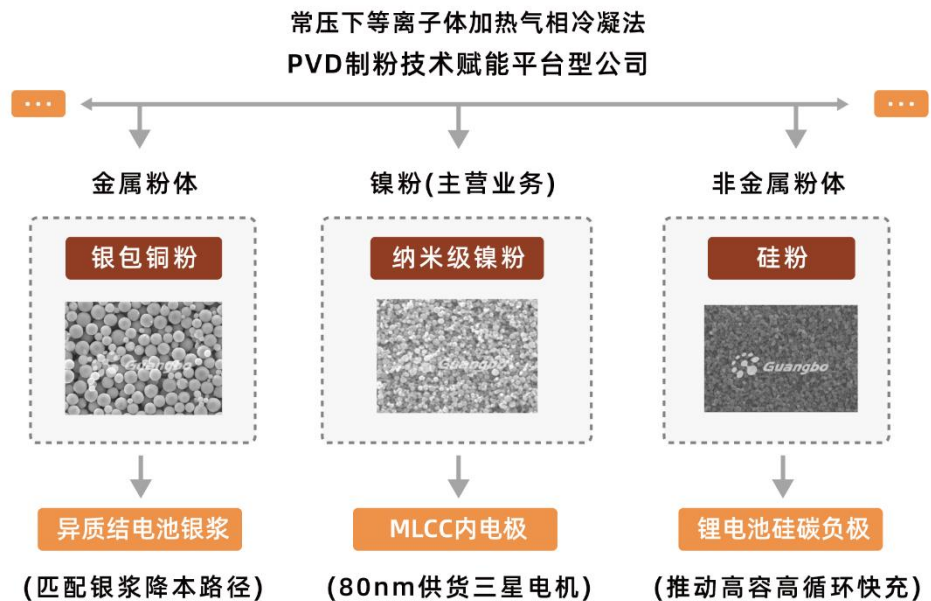 常压下等离子体加热气相冷凝法
PVD制粉技术赋能平台型公司
...
...
金属粉体
镍粉(主营业务)
非金属粉体
银包铜粉
纳米级镍粉
硅粉
Guangbo
Guangbo
Guangbo
异质结电池银浆
MLCC内电极
锂电池硅碳负极
(匹配银浆降本路径)
(80nm供货三星电机)
(推动高容高循环快充)